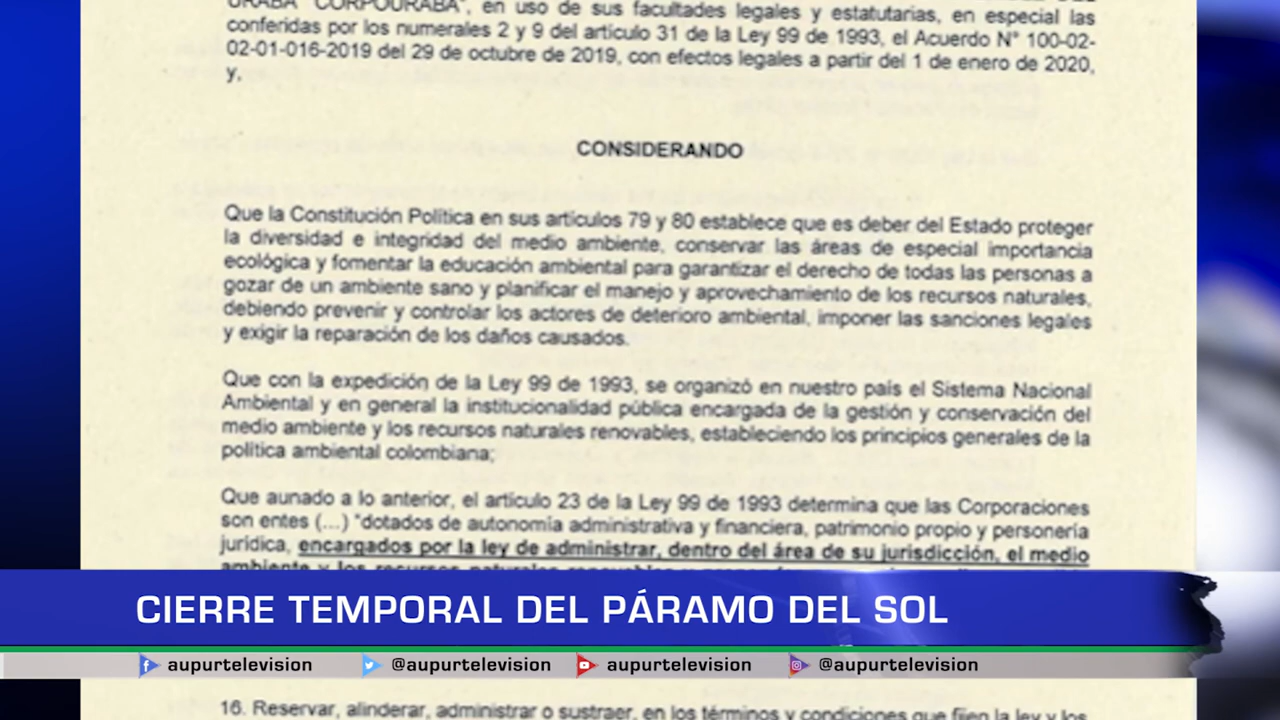 URABÁ "CORPOURABA", en uso de sus facultades legales y estatutarias, en especial las
conferidas por los numerales 2 y 9 del artículo 31 de la Ley 99 de 1993, el Acuerdo N° 100-02-
02-01-016-2019 del 29 de octubre de 2019, con efectos legales a partir del 1 de enero de 2020,
y,
CONSIDERANDO
Que la Constitución Política en sus artículos 79 y 80 establece que es deber del Estado proteger
la diversidad e integridad del medio ambiente, conservar las áreas de especial importancia
ecológica y fomentar la educación ambiental para garantizar el derecho de todas las personas a
gozar de un ambiente sano y planificar el manejo y aprovechamiento de los recursos naturales,
debiendo prevenir y controlar los actores de deterioro ambiental, imponer las sanciones legales
y exigir la reparación de los daños causados.
Que con la expedición de la Ley 99 de 1993, se organizó en nuestro país el Sistema Nacional
Ambiental y en general la institucionalidad pública encargada de la gestión y conservación del
medio ambiente y los recursos naturales renovables, estableciendo los principios generales de la
política ambiental colombiana;
Que aunado a lo anterior, el artículo 23 de la Ley 99 de 1993 determina que las Corporaciones
son entes (...) "dotados de autonomía administrativa y financiera, patrimonio propio y personería
jurídica, encargados por la ley de administrar, dentro del área de su jurisdicción, el medio
ambiente y los recursos naturales renovables
CIERRE TEMPORAL DEL PÁRAMO DEL SOL
aupurtelevision @aupurtelevision aupurtelevision @aupurtelevision
16. Reservar, alinderar, administrar o sustraer, en los términos y condiciones que fijen la ley y los